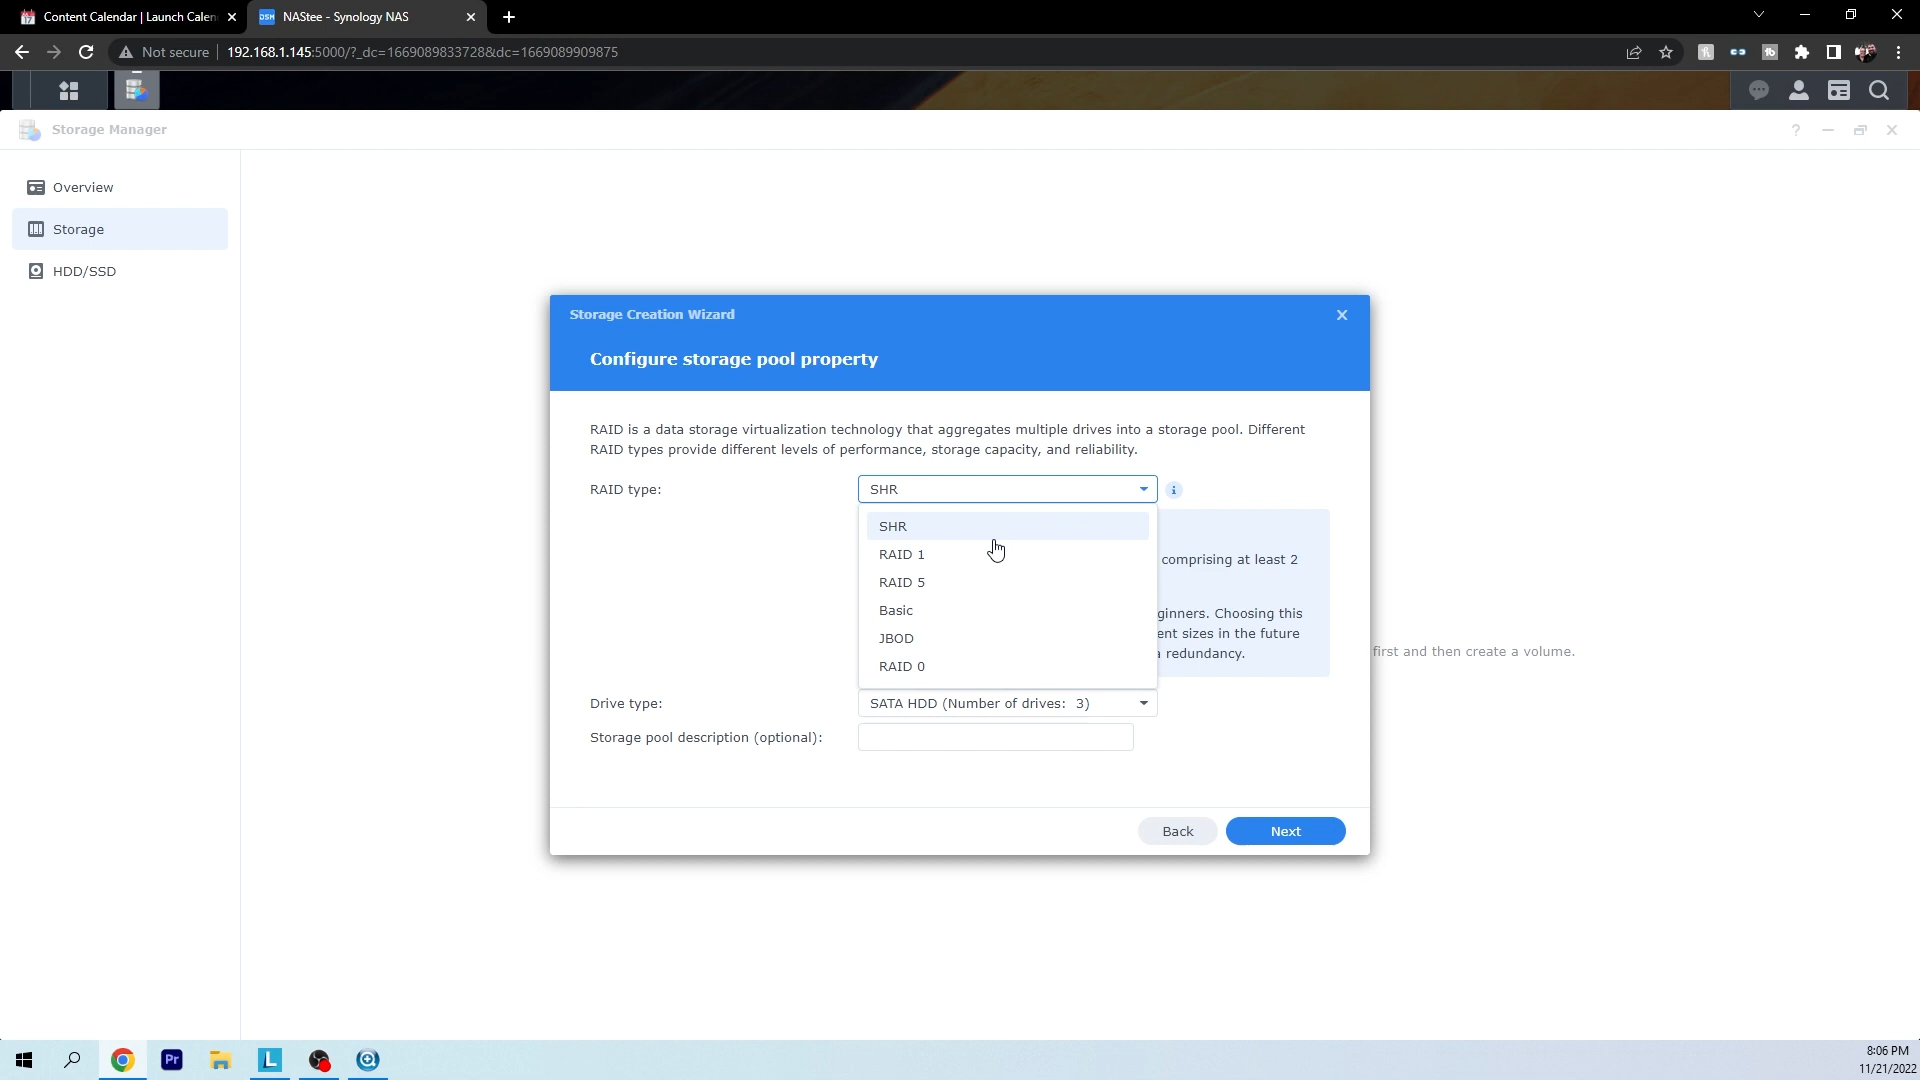 Content Calendar | Launch Calen
NAStee - Synology NAS
Not secure
192.168.1.145:5000/?_dc=1669089833728&dc=1669089909875
Storage Manager
Overview
Storage
HDD/SSD
Storage Creation Wizard
Configure storage pool property
RAID is a data storage virtualization technology that aggregates multiple drives into a storage pool. Different
RAID types provide different levels of performance, storage capacity, and reliability.
RAID type:
SHR
SHR
RAID 1
comprising at least 2
RAID 5
Basic
ginners. Choosing this
JBOD
ent sizes in the future
redundancy.
first and then create a volume.
RAID 0
Drive type:
SATA HDD (Number of drives: 3)
Storage pool description (optional):
Back
Next
Pr
L
8:06 PM
11/21/2022